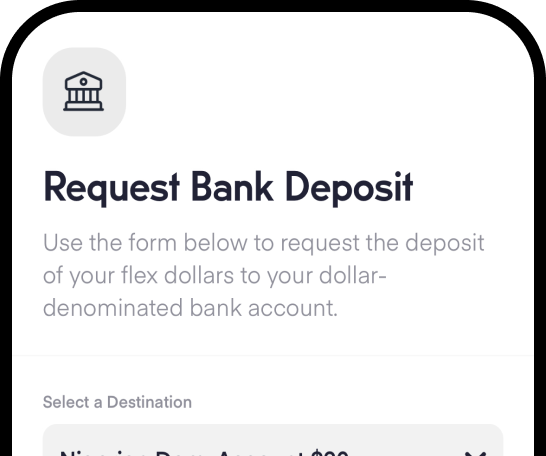 Request Bank Deposit
Use the form below to request the deposit
of your flex dollars to your dollar-
denominated bank account.
Select a Destination
Account